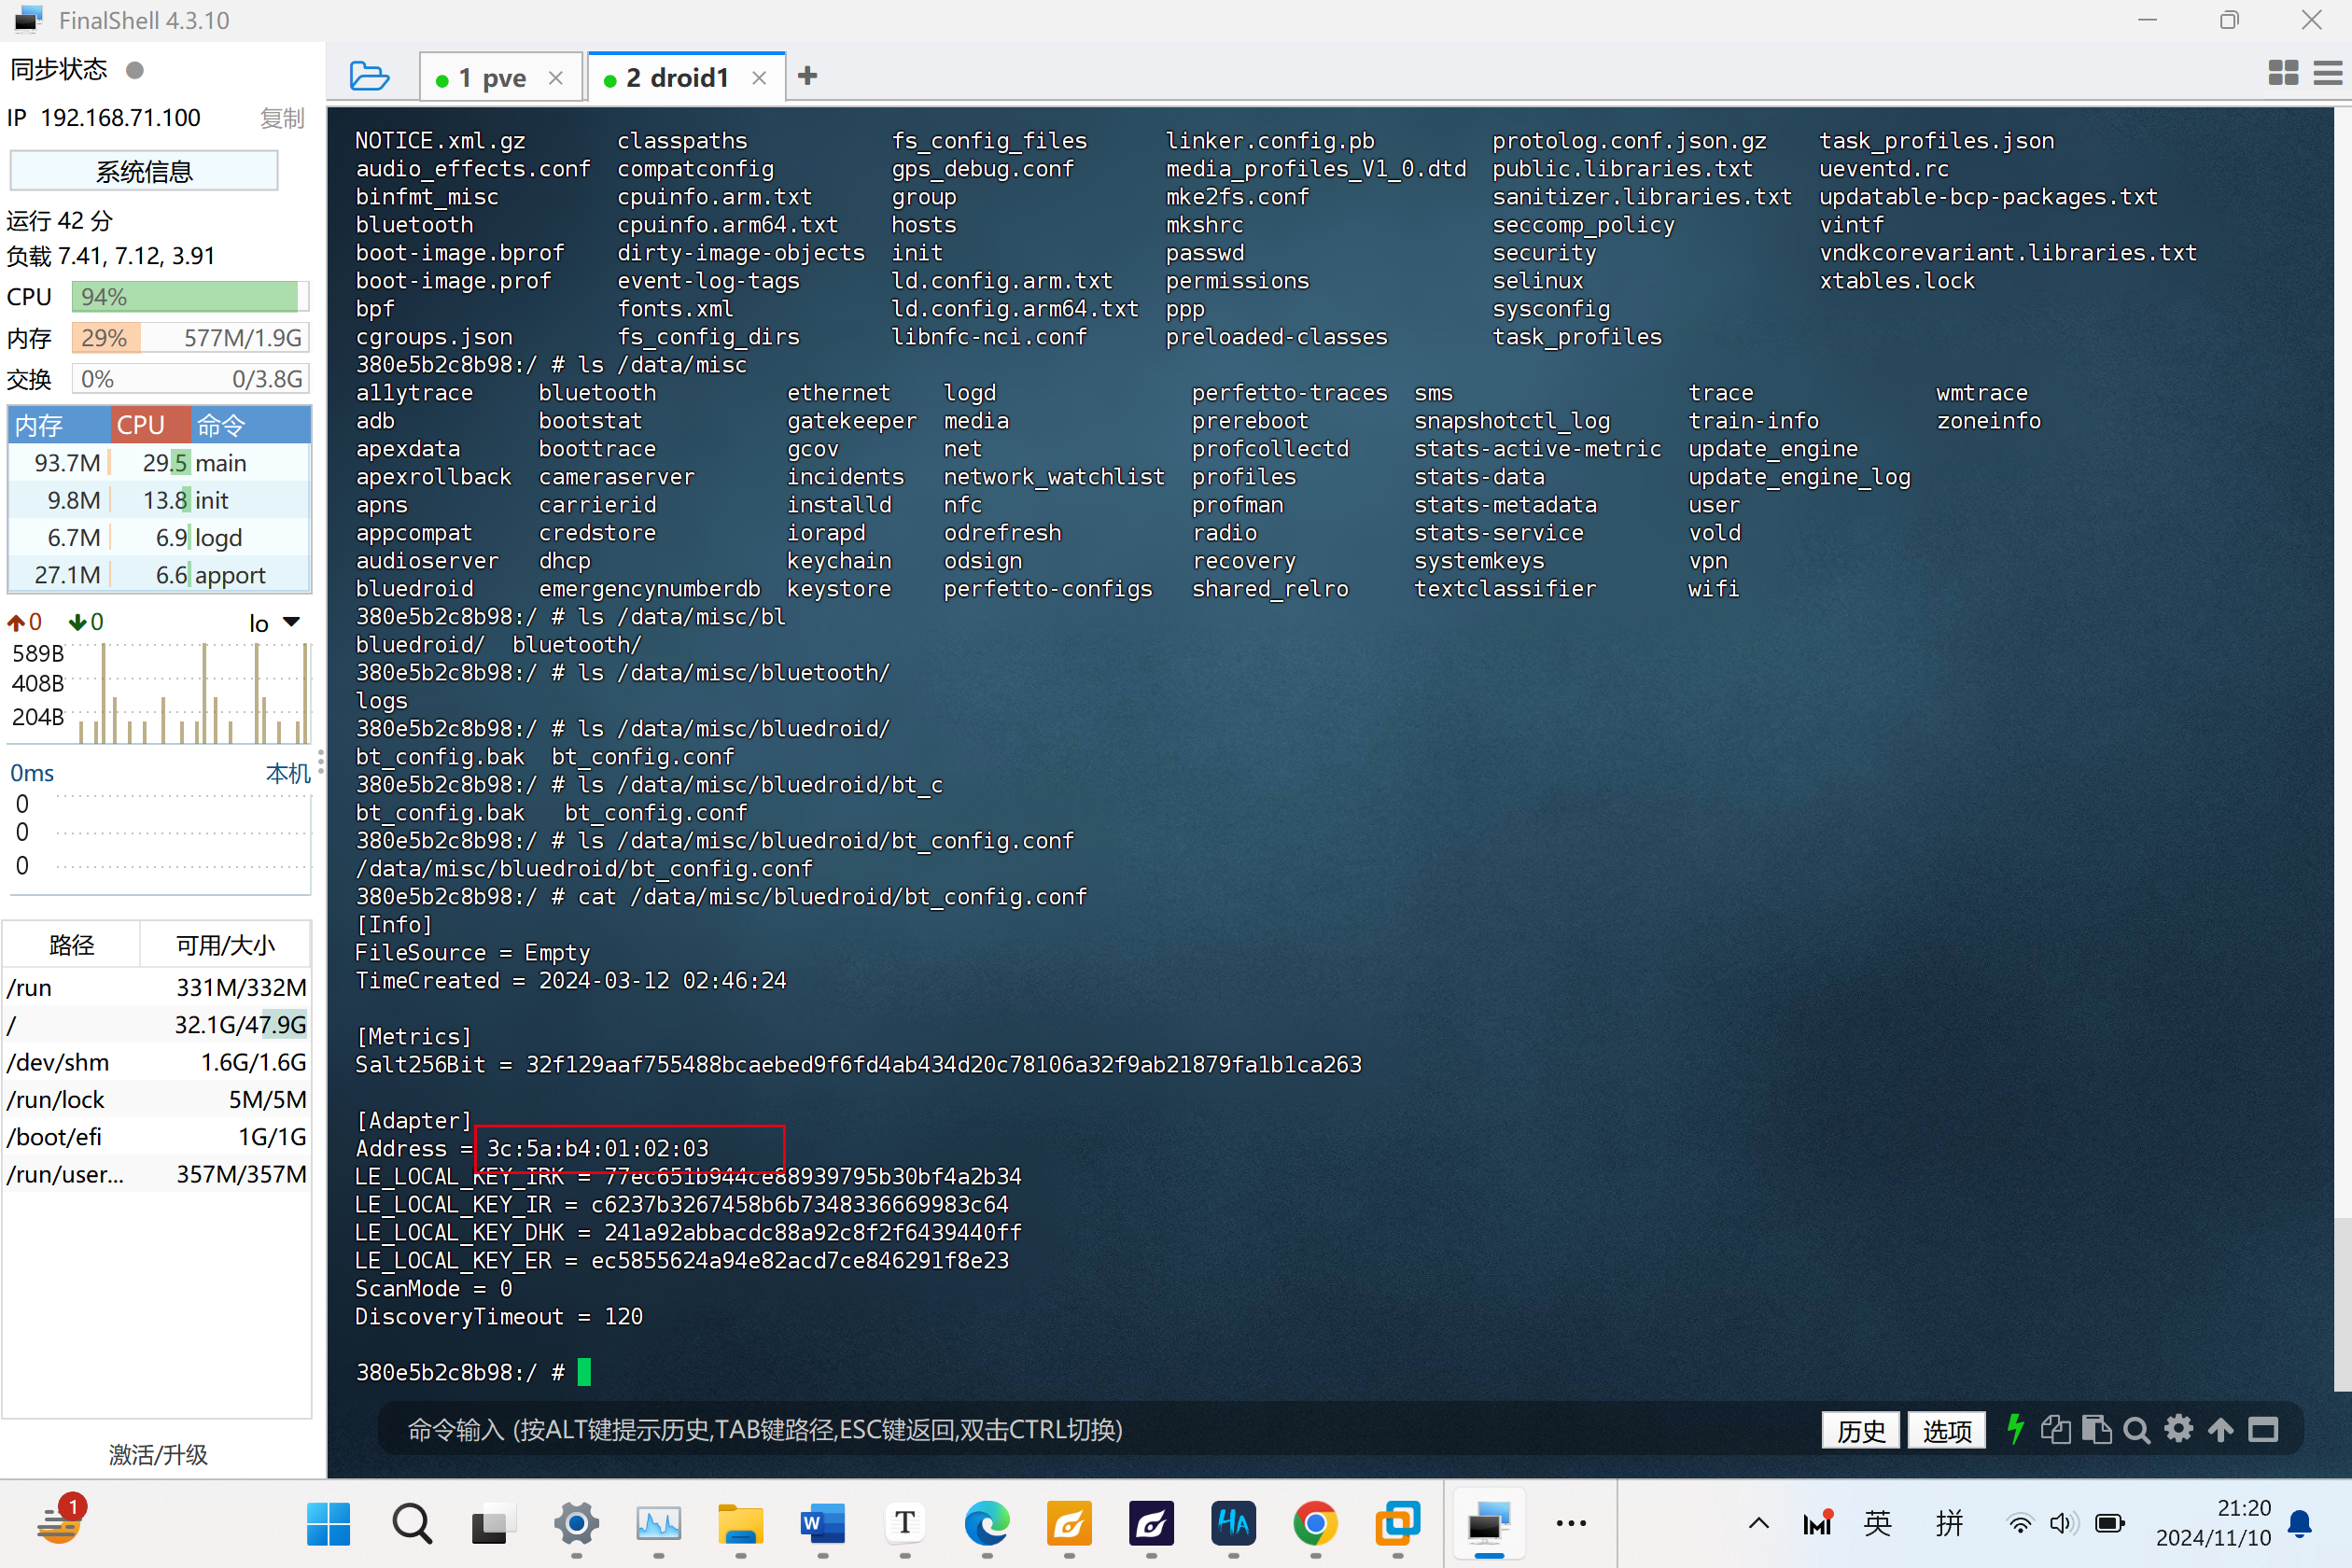 FinalShell 4.3.10
同步状态
IP 192.168.71.100 复制
系统信息
运行 42 分
负载 7.41, 7.12, 3.91
CPU 94%
内存 29% 577M/1.9G
交换 0% 0/3.8G
内存 CPU 命令
93.7M 29.5 main
9.8M 13.8 init
6.7M 6.9 logd
27.1M 6.6 apport
0 0 lo
589B
408B
204B
0ms 本机
0
0
0
路径 可用/大小
/run 331M/332M
/ 32.1G/47.9G
/dev/shm 1.6G/1.6G
/run/lock 5M/5M
/boot/efi 1G/1G
/run/user... 357M/357M
激活/升级
1 pve
2 droid1
NOTICE.xml.gz classpaths fs_config_files linker.config.pb protolog.conf.json.gz task_profiles.json
audio_effects.conf compatconfig gps_debug.conf media_profiles_V1_0.dtd public.libraries.txt ueventd.rc
binfmt_misc cpuinfo.arm.txt group mke2fs.conf sanitizer.libraries.txt updatable-bcp-packages.txt
bluetooth cpuinfo.arm64.txt hosts mkshrc seccomp_policy vintf
boot-image.bprof dirty-image-objects init passwd security vndkcorevariant.libraries.txt
boot-image.prof event-log-tags ld.config.arm.txt permissions selinux xtables.lock
bpf fonts.xml ld.config.arm64.txt ppp sysconfig
cgroups.json fs_config_dirs libnfc-nci.conf preloaded-classes task_profiles
380e5b2c8b98:/ # ls /data/misc
a11ytrace bluetooth ethernet logd perfetto-traces sms trace wmtrace
adb bootstat gatekeeper media prereboot snapshotctl_log train-info zoneinfo
apexdata boottrace gcov net profcollectd stats-active-metric update_engine
apexrollback cameraserver incidents network_watchlist profiles stats-data update_engine_log
apns carrierid installd nfc profman stats-metadata user
appcompat credstore iorapd odrefresh radio stats-service vold
audioserver dhcp keychain odsign recovery systemkeys vpn
bluedroid emergencynumberdb keystore perfetto-configs shared_relro textclassifier wifi
380e5b2c8b98:/ # ls /data/misc/bl
bluedroid/ bluetooth/
380e5b2c8b98:/ # ls /data/misc/bluetooth/
logs
380e5b2c8b98:/ # ls /data/misc/bluedroid/
bt_config.bak bt_config.conf
380e5b2c8b98:/ # ls /data/misc/bluedroid/bt_c
bt_config.bak bt_config.conf
380e5b2c8b98:/ # ls /data/misc/bluedroid/bt_config.conf
/data/misc/bluedroid/bt_config.conf
380e5b2c8b98:/ # cat /data/misc/bluedroid/bt_config.conf
[Info]
FileSource = Empty
TimeCreated = 2024-03-12 02:46:24
[Metrics]
Salt256Bit = 32f129aaf755488bcaebed9f6fd4ab434d20c78106a32f9ab21879fa1b1ca263
[Adapter]
Address = 3c:5a:b4:01:02:03
LE_LOCAL_KEY_IRK = 77ec651b944ce88939795b30bf4a2b34
LE_LOCAL_KEY_IR = c6237b3267458b6b7348336669983c64
LE_LOCAL_KEY_DHK = 241a92abbacdc88a92c8f2f6439440ff
LE_LOCAL_KEY_ER = ec5855624a94e82acd7ce846291f8e23
ScanMode = 0
DiscoveryTimeout = 120
380e5b2c8b98:/ #
命令输入 (按ALT键提示历史,TAB键路径,ESC键返回,双击CTRL切换) 历史 选项
1
W T HA 英 拼
21:20
2024/11/10